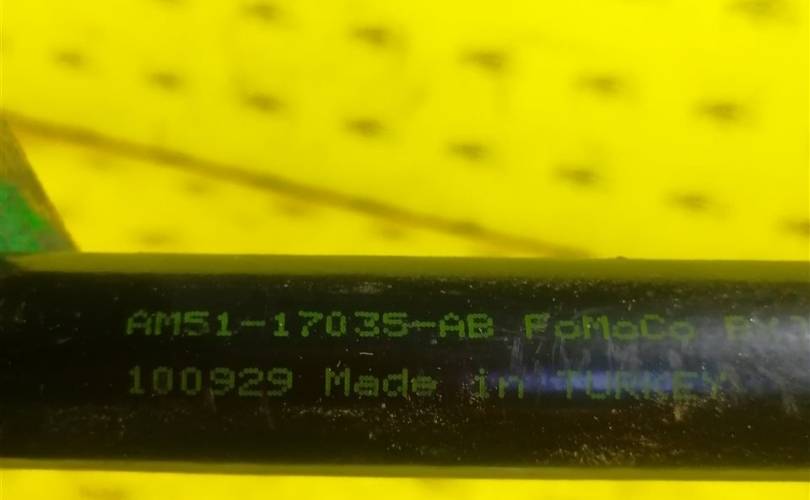 AM51-17035-AB FoMoCo
100929 Made in TURKEY